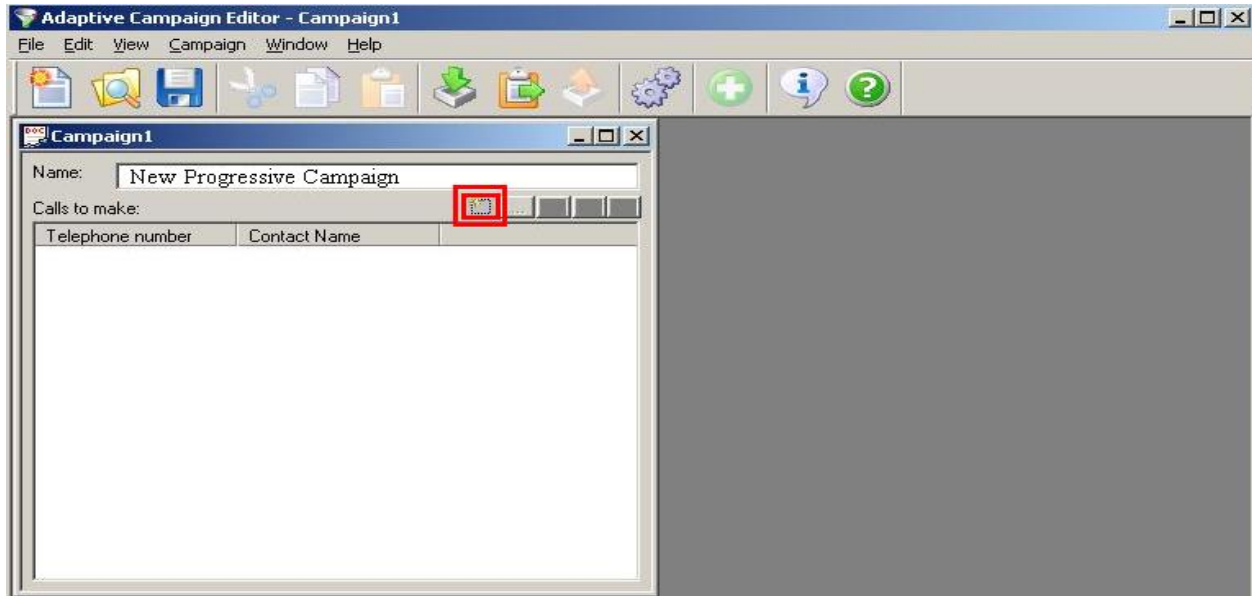 Adaptive Campaign Editor - Campaign1
File Edit View Campaign Window Help
Campaign1
Name: New Progressive Campaign
Calls to make: ...
Telephone number Contact Name